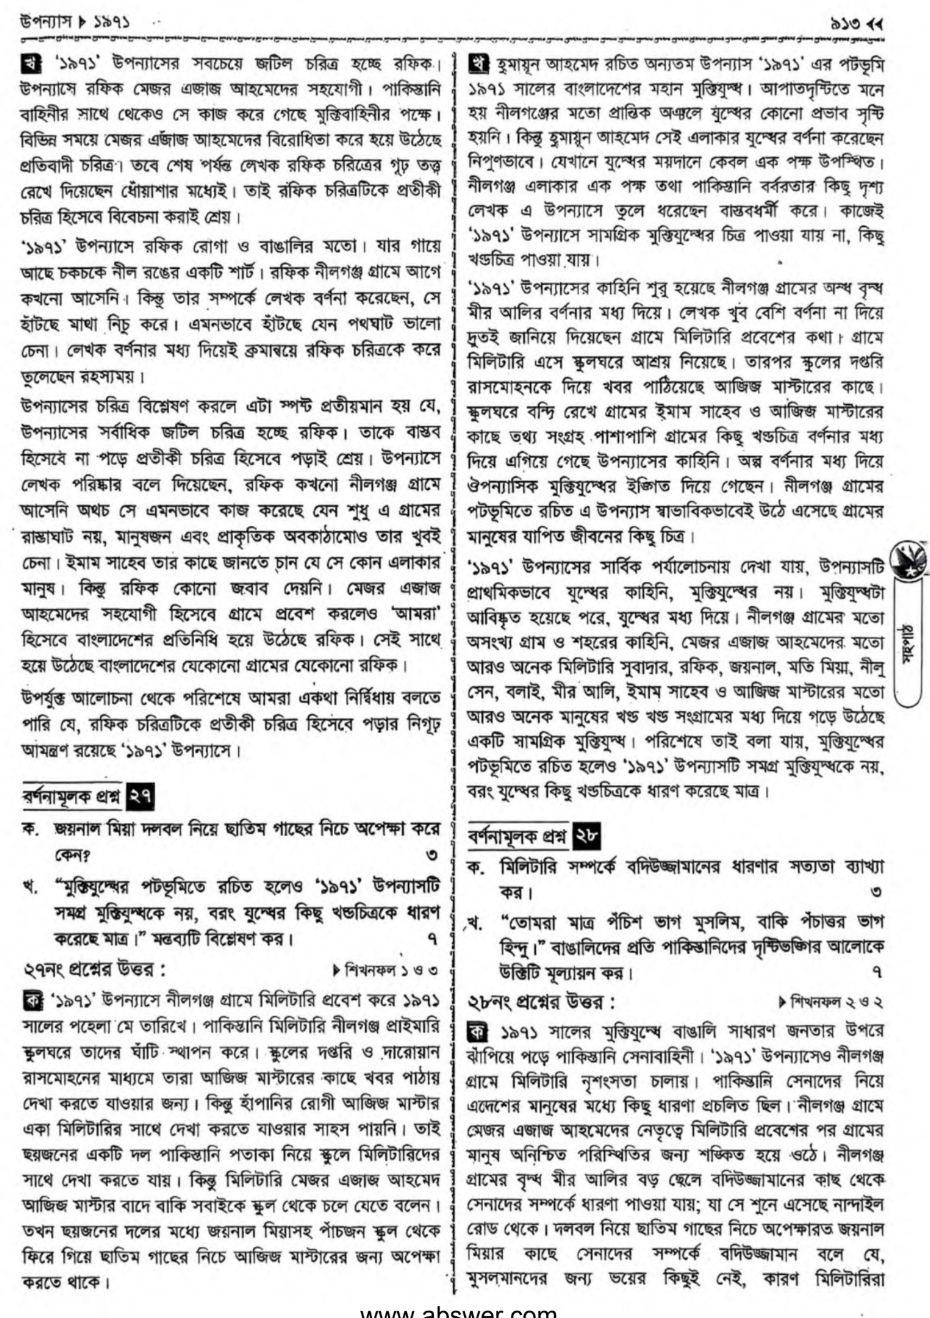 উপন্যাস ▶ ১৯৭১
৯১৩ ◀◀
খ '১৯৭১' উপন্যাসের সবচেয়ে জটিল চরিত্র হচ্ছে রফিক।
উপন্যাসে রফিক মেজর এজাজ আহমেদের সহযোগী। পাকিস্তানি
বাহিনীর সাথে থেকেও সে কাজ করে গেছে মুক্তিবাহিনীর পক্ষে।
বিভিন্ন সময়ে মেজর এজাজ আহমেদের বিরোধিতা করে হয়ে উঠেছে
প্রতিবাদী চরিত্র। তবে শেষ পর্যন্ত লেখক রফিক চরিত্রের গূঢ় তত্ত্ব
রেখে দিয়েছেন ধোঁয়াশার মধ্যেই। তাই রফিক চরিত্রটিকে প্রতীকী
চরিত্র হিসেবে বিবেচনা করাই শ্রেয়।
'১৯৭১' উপন্যাসে রফিক রোগা ও বাঙালির মতো। যার গায়ে
আছে চকচকে নীল রঙের একটি শার্ট। রফিক নীলগঞ্জ গ্রামে আগে
কখনো আসেনি। কিন্তু তার সম্পর্কে লেখক বর্ণনা করেছেন, সে
হাঁটছে মাথা নিচু করে। এমনভাবে হাঁটছে যেন পথঘাট ভালো
চেনা। লেখক বর্ণনার মধ্য দিয়েই ক্রমান্বয়ে রফিক চরিত্রকে করে
তুলেছেন রহস্যময়।
উপন্যাসের চরিত্র বিশ্লেষণ করলে এটা স্পষ্ট প্রতীয়মান হয় যে,
উপন্যাসের সর্বাধিক জটিল চরিত্র হচ্ছে রফিক। তাকে বাস্তব
হিসেবে না পড়ে প্রতীকী চরিত্র হিসেবে পড়াই শ্রেয়। উপন্যাসে
লেখক পরিষ্কার বলে দিয়েছেন, রফিক কখনো নীলগঞ্জ গ্রামে
আসেনি অথচ সে এমনভাবে কাজ করেছে যেন শুধু এ গ্রামের
রাস্তাঘাট নয়, মানুষজন এবং প্রাকৃতিক অবকাঠামোও তার খুবই
চেনা। ইমাম সাহেব তার কাছে জানতে চান যে সে কোন এলাকার
মানুষ। কিন্তু রফিক কোনো জবাব দেয়নি। মেজর এজাজ
আহমেদের সহযোগী হিসেবে গ্রামে প্রবেশ করলেও 'আমরা'
হিসেবে বাংলাদেশের প্রতিনিধি হয়ে উঠেছে রফিক। সেই সাথে
হয়ে উঠেছে বাংলাদেশের যেকোনো গ্রামের যেকোনো রফিক।
উপর্যুক্ত আলোচনা থেকে পরিশেষে আমরা একথা নির্দ্বিধায় বলতে
পারি যে, রফিক চরিত্রটিকে প্রতীকী চরিত্র হিসেবে পড়ার নিগূঢ়
আমন্ত্রণ রয়েছে '১৯৭১' উপন্যাসে।
বর্ণনামূলক প্রশ্ন ২৭
ক. জয়নাল মিয়া দলবল নিয়ে ছাতিম গাছের নিচে অপেক্ষা করে
কেন? ৩
খ. "মুক্তিযুদ্ধের পটভূমিতে রচিত হলেও '১৯৭১' উপন্যাসটি
সমগ্র মুক্তিযুদ্ধকে নয়, বরং যুদ্ধের কিছু খণ্ডচিত্রকে ধারণ
করেছে মাত্র।" মন্তব্যটি বিশ্লেষণ কর। ৭
২৭নং প্রশ্নের উত্তর : ▶ শিখনফল ১ ও ৩
ক '১৯৭১' উপন্যাসে নীলগঞ্জ গ্রামে মিলিটারি প্রবেশ করে ১৯৭১
সালের পহেলা মে তারিখে। পাকিস্তানি মিলিটারি নীলগঞ্জ প্রাইমারি
স্কুলঘরে তাদের ঘাঁটি স্থাপন করে। স্কুলের দপ্তরি ও দারোয়ান
রাসমোহনের মাধ্যমে তারা আজিজ মাস্টারের কাছে খবর পাঠায়
দেখা করতে যাওয়ার জন্য। কিন্তু হাঁপানির রোগী আজিজ মাস্টার
একা মিলিটারির সাথে দেখা করতে যাওয়ার সাহস পায়নি। তাই
ছয়জনের একটি দল পাকিস্তানি পতাকা নিয়ে স্কুলে মিলিটারিদের
সাথে দেখা করতে যায়। কিন্তু মিলিটারি মেজর এজাজ আহমেদ
আজিজ মাস্টার বাদে বাকি সবাইকে স্কুল থেকে চলে যেতে বলেন।
তখন ছয়জনের দলের মধ্যে জয়নাল মিয়াসহ পাঁচজন স্কুল থেকে
ফিরে গিয়ে ছাতিম গাছের নিচে আজিজ মাস্টারের জন্য অপেক্ষা
করতে থাকে।
খ হুমায়ূন আহমেদ রচিত অন্যতম উপন্যাস '১৯৭১' এর পটভূমি
১৯৭১ সালের বাংলাদেশের মহান মুক্তিযুদ্ধ। আপাতদৃষ্টিতে মনে
হয় নীলগঞ্জের মতো প্রান্তিক অঞ্চলে যুদ্ধের কোনো প্রভাব সৃষ্টি
হয়নি। কিন্তু হুমায়ূন আহমেদ সেই এলাকার যুদ্ধের বর্ণনা করেছেন
নিপুণভাবে। যেখানে যুদ্ধের ময়দানে কেবল এক পক্ষ উপস্থিত।
নীলগঞ্জ এলাকার এক পক্ষ তথা পাকিস্তানি বর্বরতার কিছু দৃশ্য
লেখক এ উপন্যাসে তুলে ধরেছেন বাস্তবধর্মী করে। কাজেই
'১৯৭১' উপন্যাসে সামগ্রিক মুক্তিযুদ্ধের চিত্র পাওয়া যায় না, কিছু
খণ্ডচিত্র পাওয়া যায়।
'১৯৭১' উপন্যাসের কাহিনি শুরু হয়েছে নীলগঞ্জ গ্রামের অন্ধ বৃদ্ধ
মীর আলির বর্ণনার মধ্য দিয়ে। লেখক খুব বেশি বর্ণনা না দিয়ে
দ্রুতই জানিয়ে দিয়েছেন গ্রামে মিলিটারি প্রবেশের কথা। গ্রামে
মিলিটারি এসে স্কুলঘরে আশ্রয় নিয়েছে। তারপর স্কুলের দপ্তরি
রাসমোহনকে দিয়ে খবর পাঠিয়েছে আজিজ মাস্টারের কাছে।
স্কুলঘরে বন্দি রেখে গ্রামের ইমাম সাহেব ও আজিজ মাস্টারের
কাছে তথ্য সংগ্রহ পাশাপাশি গ্রামের কিছু খণ্ডচিত্র বর্ণনার মধ্য
দিয়ে এগিয়ে গেছে উপন্যাসের কাহিনি। অল্প বর্ণনার মধ্য দিয়ে
ঔপন্যাসিক মুক্তিযুদ্ধের ইঙ্গিত দিয়ে গেছেন। নীলগঞ্জ গ্রামের
পটভূমিতে রচিত এ উপন্যাস স্বাভাবিকভাবেই উঠে এসেছে গ্রামের
মানুষের যাপিত জীবনের কিছু চিত্র।
'১৯৭১' উপন্যাসের সার্বিক পর্যালোচনায় দেখা যায়, উপন্যাসটি
প্রাথমিকভাবে যুদ্ধের কাহিনি, মুক্তিযুদ্ধের নয়। মুক্তিযুদ্ধটা
আবিষ্কৃত হয়েছে পরে, যুদ্ধের মধ্য দিয়ে। নীলগঞ্জ গ্রামের মতো
অসংখ্য গ্রাম ও শহরের কাহিনি, মেজর এজাজ আহমেদের মতো
আরও অনেক মিলিটারি সুবাদার, রফিক, জয়নাল, মতি মিয়া, নীলু
সেন, বলাই, মীর আলি, ইমাম সাহেব ও আজিজ মাস্টারের মতো
আরও অনেক মানুষের খণ্ড খণ্ড সংগ্রামের মধ্য দিয়ে গড়ে উঠেছে
একটি সামগ্রিক মুক্তিযুদ্ধ। পরিশেষে তাই বলা যায়, মুক্তিযুদ্ধের
পটভূমিতে রচিত হলেও '১৯৭১' উপন্যাসটি সমগ্র মুক্তিযুদ্ধকে নয়,
বরং যুদ্ধের কিছু খণ্ডচিত্রকে ধারণ করেছে মাত্র।
বর্ণনামূলক প্রশ্ন ২৮
ক. মিলিটারি সম্পর্কে বদিউজ্জামানের ধারণার সত্যতা ব্যাখ্যা
কর। ৩
খ. "তোমরা মাত্র পঁচিশ ভাগ মুসলিম, বাকি পঁচাত্তর ভাগ
হিন্দু।" বাঙালিদের প্রতি পাকিস্তানিদের দৃষ্টিভঙ্গির আলোকে
উক্তিটি মূল্যায়ন কর। ৭
২৮নং প্রশ্নের উত্তর : ▶ শিখনফল ২ ও ২
ক ১৯৭১ সালের মুক্তিযুদ্ধে বাঙালি সাধারণ জনতার উপরে
ঝাঁপিয়ে পড়ে পাকিস্তানি সেনাবাহিনী। '১৯৭১' উপন্যাসেও নীলগঞ্জ
গ্রামে মিলিটারি নৃশংসতা চালায়। পাকিস্তানি সেনাদের নিয়ে
এদেশের মানুষের মধ্যে কিছু ধারণা প্রচলিত ছিল। নীলগঞ্জ গ্রামে
মেজর এজাজ আহমেদের নেতৃত্বে মিলিটারি প্রবেশের পর গ্রামের
মানুষ অনিশ্চিত পরিস্থিতির জন্য শঙ্কিত হয়ে ওঠে। নীলগঞ্জ
গ্রামের বৃদ্ধ মীর আলির বড় ছেলে বদিউজ্জামানের কাছ থেকে
সেনাদের সম্পর্কে ধারণা পাওয়া যায়; যা সে শুনে এসেছে নান্দাইল
রোড থেকে। দলবল নিয়ে ছাতিম গাছের নিচে অপেক্ষারত জয়নাল
মিয়ার কাছে সেনাদের সম্পর্কে বদিউজ্জামান বলে যে,
মুসলমানদের জন্য ভয়ের কিছুই নেই, কারণ মিলিটারিরা
সহপাঠ
www.abswer.com